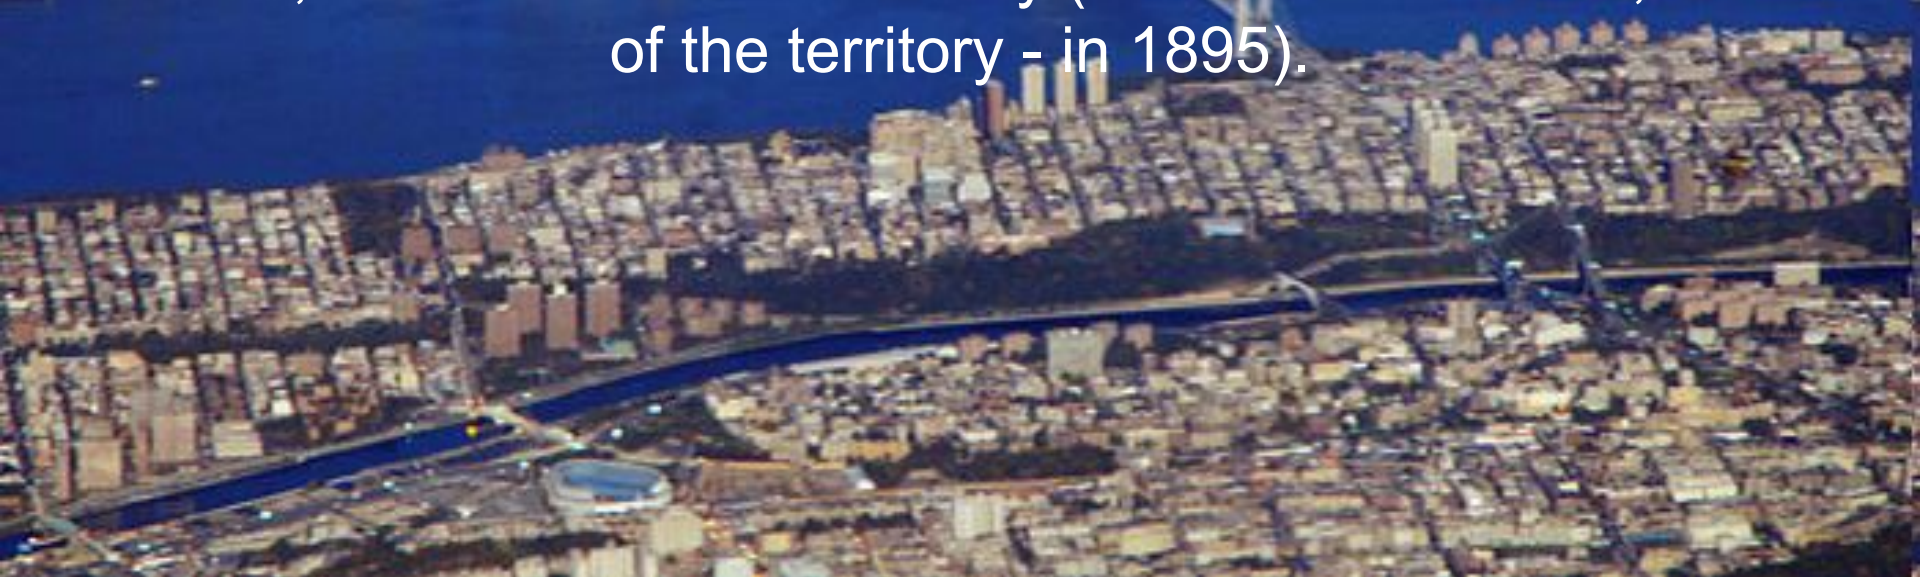 of the territory - in 1895).